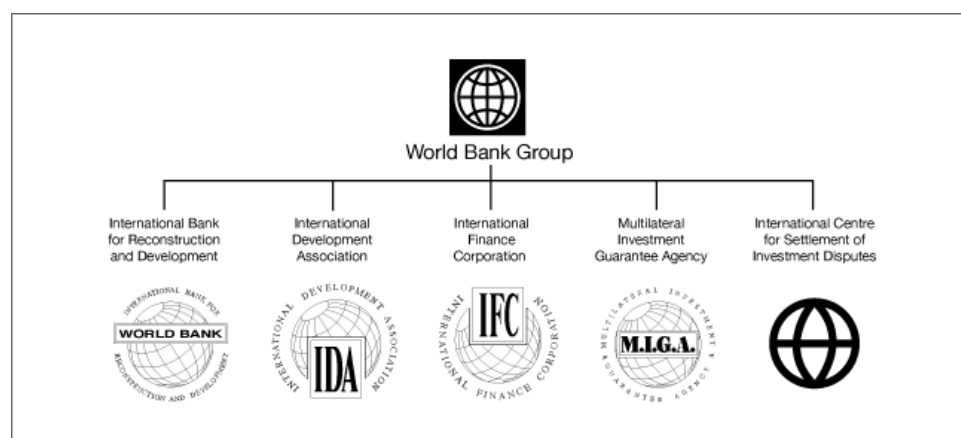 World Bank Group
International Bank
for Reconstruction
and Development
International
Development
Association
International
Finance
Corporation
Multilateral
Investment
Guarantee Agency
International Centre
for Settlement of
Investment Disputes
INTERNATIONAL BANK FOR
WORLD BANK
RECONSTRUCTION AND DEVELOPMENT
INTERNATIONAL DEVELOPMENT ASSOCIATION
IDA
IFC
INTERNATIONAL FINANCE CORPORATION
MULTILATERAL INVESTMENT
M.I.G.A.
GUARANTEE AGENCY